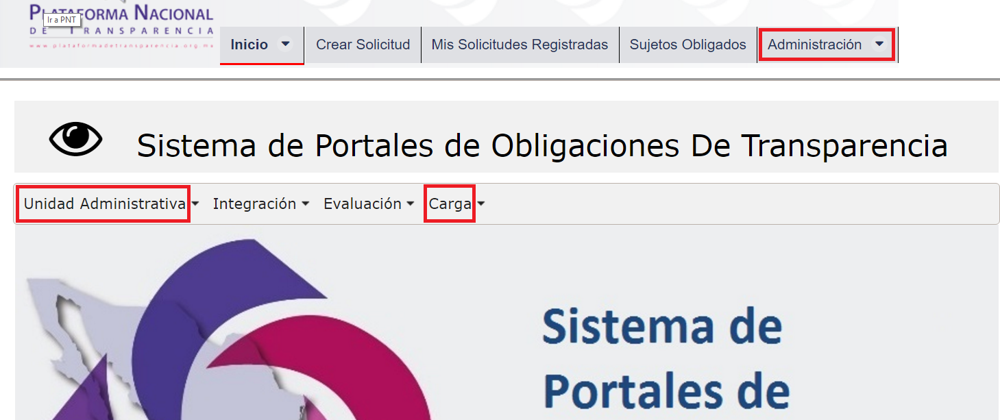 PLATAFORMA NACIONAL
Ir a PNT
DE TRANSPARENCIA
www.plataformadetransparencia.org.mx
Inicio Crear Solicitud Mis Solicitudes Registradas Sujetos Obligados Administración
Sistema de Portales de Obligaciones De Transparencia
Unidad Administrativa Integración Evaluación Carga
Sistema de
Portales de